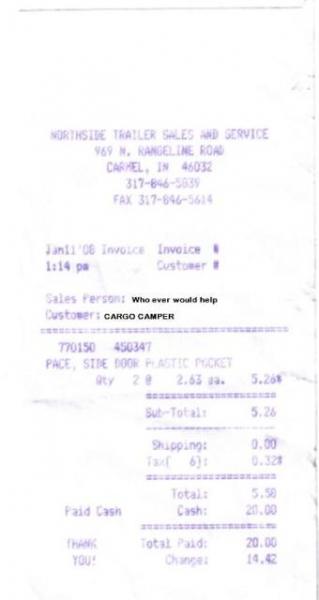 NORTHSIDE TRAILER SALES AND SERVICE
969 N. RANGELINE ROAD
CARMEL, IN 46032
317-846-5839
FAX 317-846-5614
Jan11'08 Invoice Invoice #
1:14 pm Customer #
Sales Person: Who ever would help
Customer: CARGO CAMPER
770150 450347
PACE, SIDE DOOR PLASTIC POCKET
Qty 2 @ 2.63 ea. 5.26*
Sub-Total: 5.26
Shipping: 0.00
Tax( 6): 0.32*
Total: 5.58
Paid Cash Cash: 20.00
THANK Total Paid: 20.00
YOU! Change: 14.42